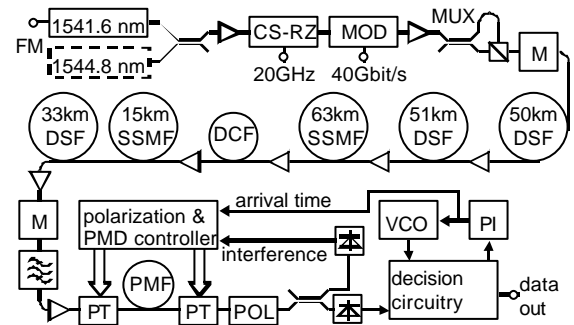 MUX
1541.6 nm
FM
CS-RZ
MOD
M
1544.8 nm
20GHz
40Gbit/s
33km
DSF
15km
SSMF
DCF
63km
SSMF
51km
DSF
50km
DSF
arrival time
M
polarization &
PMD controller
VCO
PI
interference
PMF
decision
circuitry
data
out
PT
PT
POL